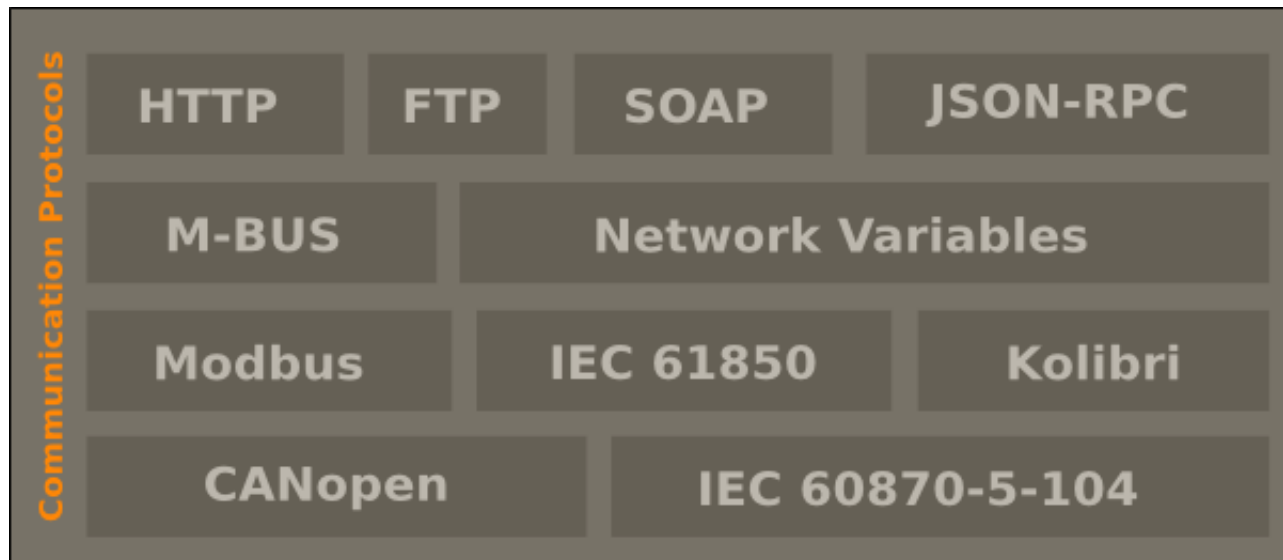 Communication Protocols
HTTP FTP SOAP JSON-RPC
M-BUS Network Variables
Modbus IEC 61850 Kolibri
CANopen IEC 60870-5-104